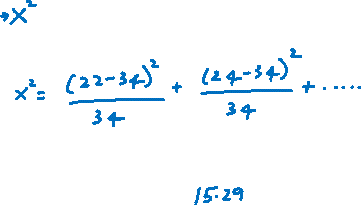 →x²
x² = (22-34)²/34 + (24-34)²/34 + .....
15.29